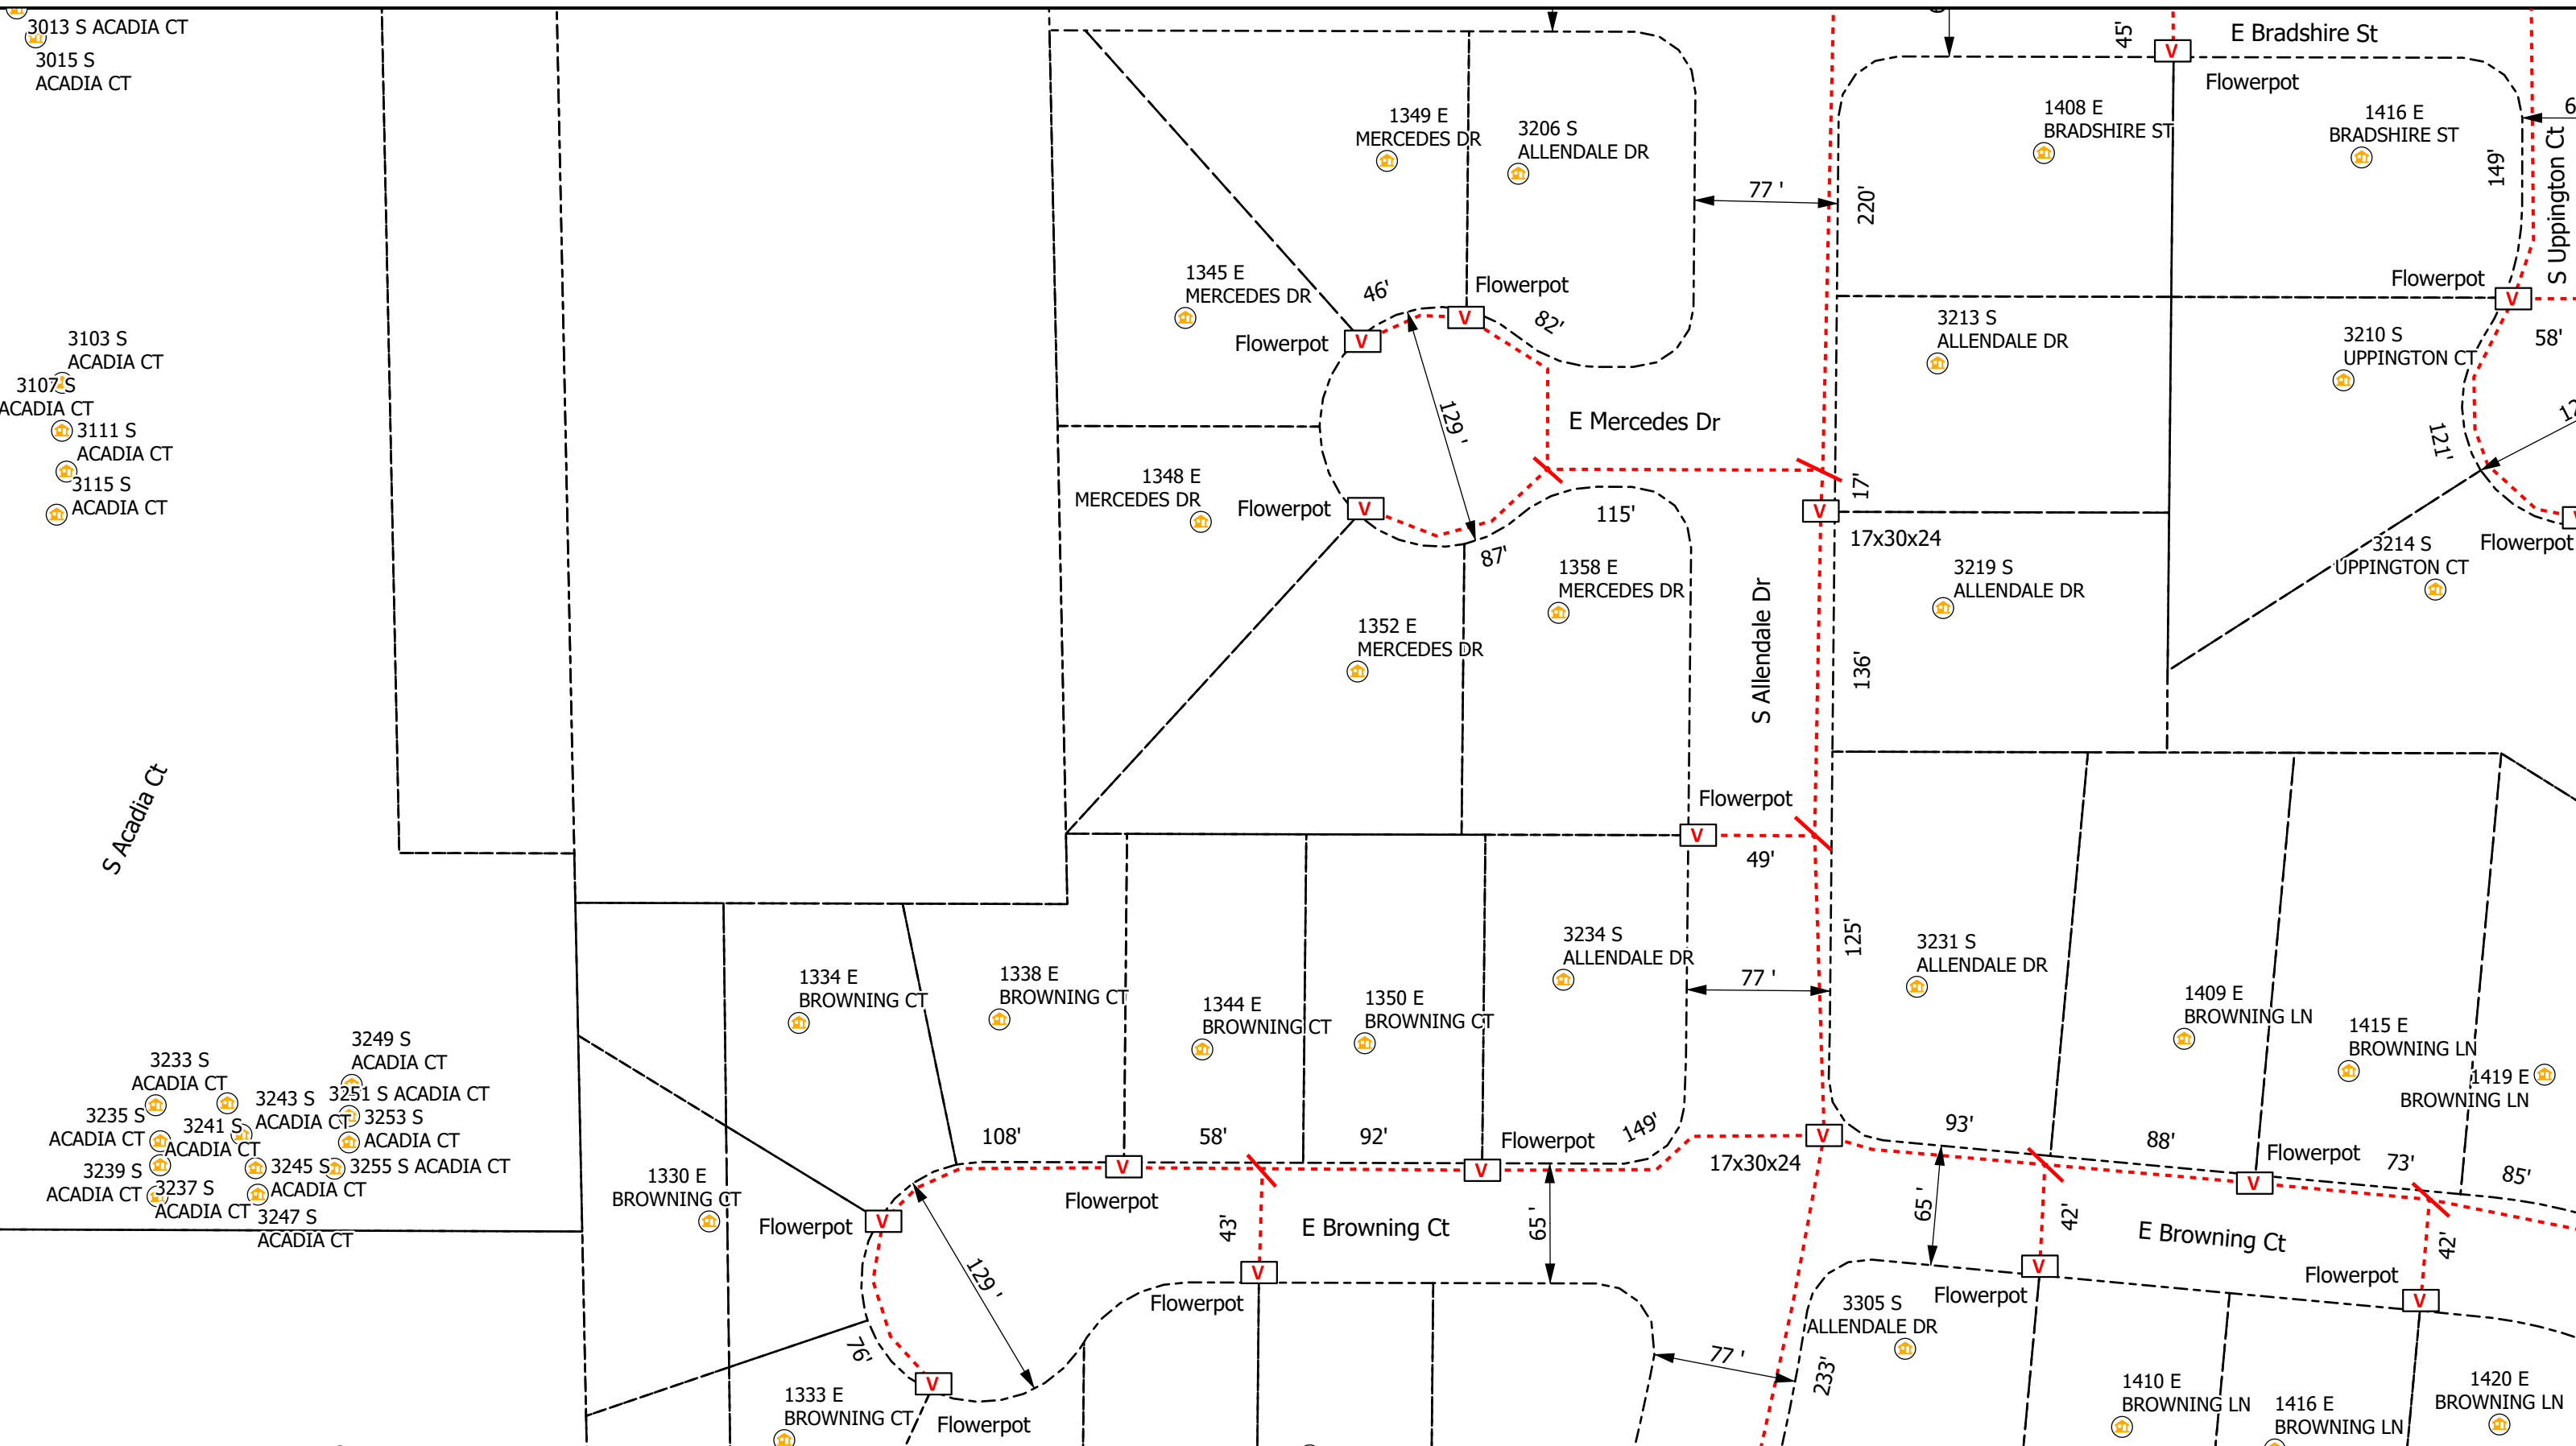 3013 S ACADIA CT
3015 S
ACADIA CT
45'
E Bradshire St
V
Flowerpot
1349 E
MERCEDES DR
3206 S
ALLENDALE DR
1408 E
BRADSHIRE ST
1416 E
BRADSHIRE ST
77 '
220'
149'
S Uppington Ct
1345 E
MERCEDES DR
46'
Flowerpot
V
82'
Flowerpot
V
Flowerpot
V
58'
3213 S
ALLENDALE DR
3210 S
UPPINGTON CT
3103 S
ACADIA CT
3107 S
ACADIA CT
3111 S
ACADIA CT
3115 S
ACADIA CT
129 '
E Mercedes Dr
121'
1348 E
MERCEDES DR
Flowerpot
V
115'
17'
V
17x30x24
87'
3214 S
UPPINGTON CT
Flowerpot
1358 E
MERCEDES DR
3219 S
ALLENDALE DR
1352 E
MERCEDES DR
S Allendale Dr
136'
S Acadia Ct
Flowerpot
V
49'
125'
3234 S
ALLENDALE DR
77 '
3231 S
ALLENDALE DR
1334 E
BROWNING CT
1338 E
BROWNING CT
1344 E
BROWNING CT
1350 E
BROWNING CT
1409 E
BROWNING LN
1415 E
BROWNING LN
1419 E
BROWNING LN
3249 S
ACADIA CT
3233 S
ACADIA CT
3243 S
ACADIA CT
3251 S ACADIA CT
3235 S
ACADIA CT
3241 S
ACADIA CT
3253 S
ACADIA CT
3239 S
ACADIA CT
3237 S
ACADIA CT
3245 S
ACADIA CT
3255 S ACADIA CT
3247 S
ACADIA CT
108'
58'
92'
Flowerpot
149'
V
17x30x24
93'
88'
Flowerpot
73'
85'
V
V
V
Flowerpot
1330 E
BROWNING CT
Flowerpot
V
43'
E Browning Ct
65 '
65 '
42'
E Browning Ct
42'
129 '
V
Flowerpot
V
Flowerpot
Flowerpot
V
76'
V
Flowerpot
1333 E
BROWNING CT
3305 S
ALLENDALE DR
77 '
233'
1410 E
BROWNING LN
1416 E
BROWNING LN
1420 E
BROWNING LN